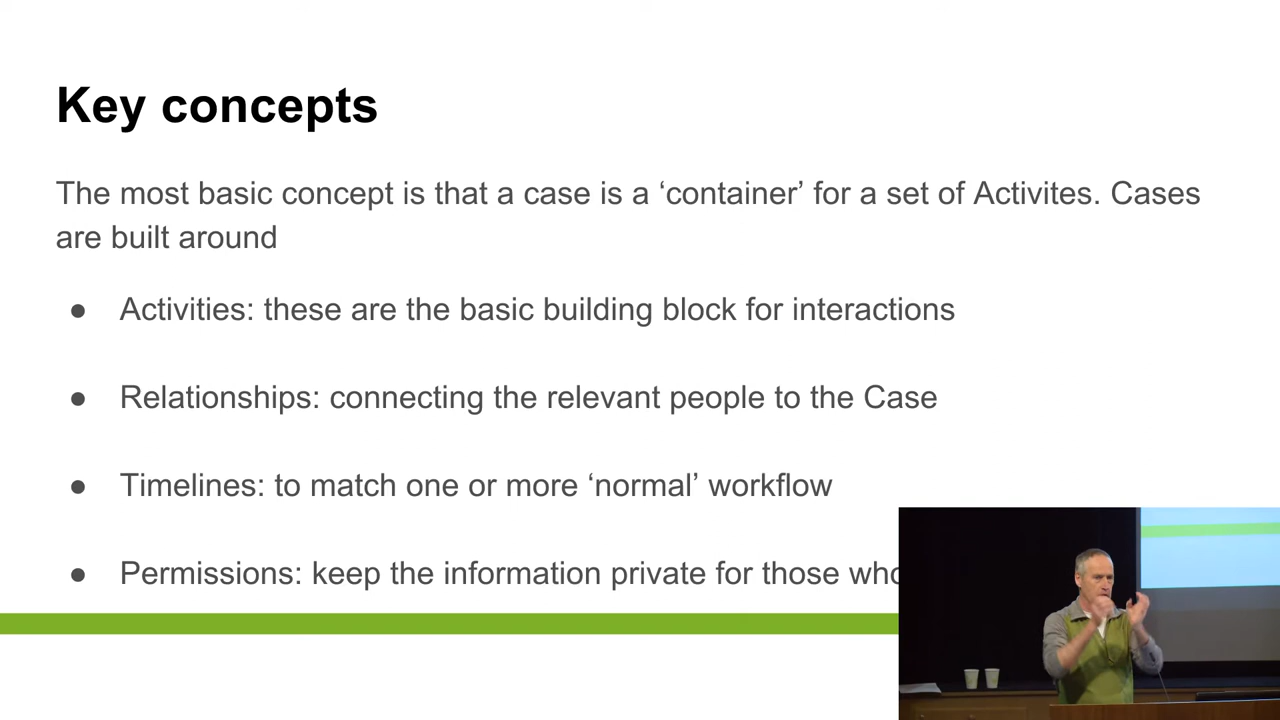 Key concepts
The most basic concept is that a case is a ‘container’ for a set of Activites. Cases
are built around
● Activities: these are the basic building block for interactions
● Relationships: connecting the relevant people to the Case
● Timelines: to match one or more ‘normal’ workflow
● Permissions: keep the information private for those